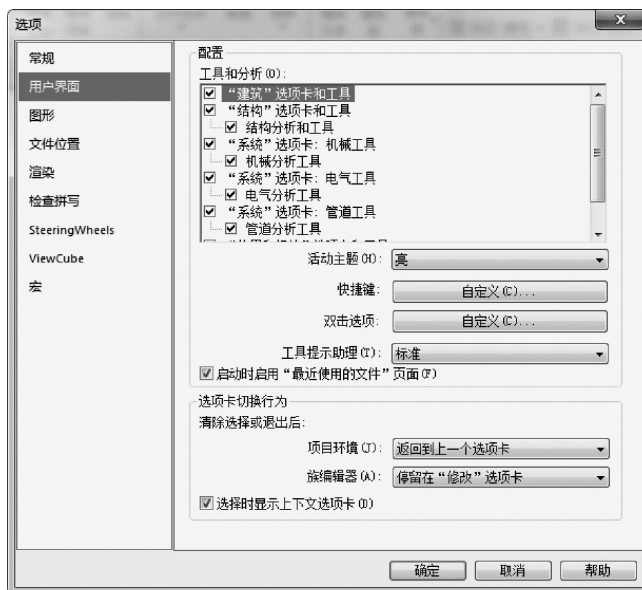 选项
常规
用户界面
图形
文件位置
渲染
检查拼写
SteeringWheels
ViewCube
宏
配置
工具和分析(O):
“建筑”选项卡和工具
“结构”选项卡和工具
结构分析和工具
“系统”选项卡: 机械工具
机械分析工具
“系统”选项卡: 电气工具
电气分析工具
“系统”选项卡: 管道工具
管道分析工具
活动主题(H): 亮
快捷键: 自定义(C)...
双击选项: 自定义(C)...
工具提示助理(T): 标准
启动时启用“最近使用的文件”页面(F)
选项卡切换行为
清除选择或退出后:
项目环境(J): 返回到上一个选项卡
族编辑器(A): 停留在“修改”选项卡
选择时显示上下文选项卡(D)
确定 取消 帮助